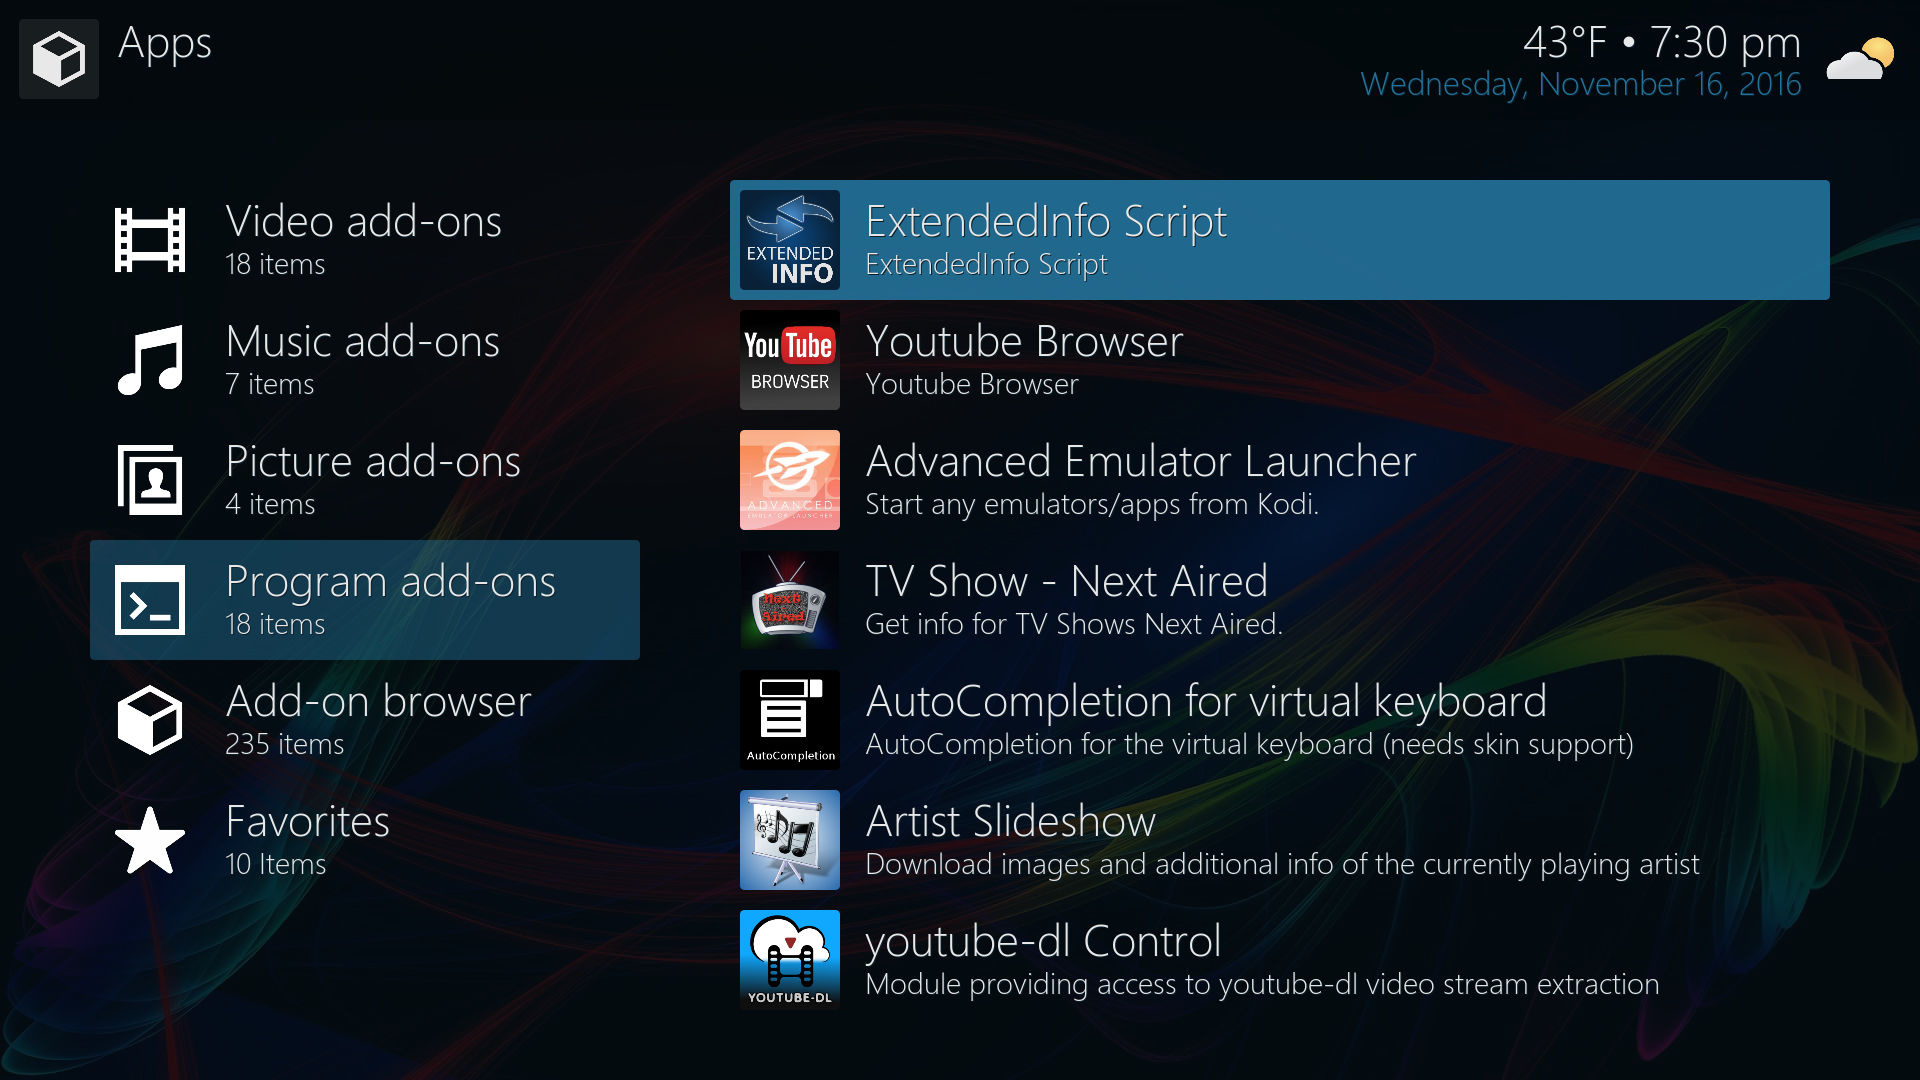 Apps
43°F • 7:30 pm
Wednesday, November 16, 2016
Video add-ons
18 items
Music add-ons
7 items
Picture add-ons
4 items
Program add-ons
18 items
Add-on browser
235 items
Favorites
10 Items
EXTENDED
INFO
ExtendedInfo Script
ExtendedInfo Script
YouTube
BROWSER
Youtube Browser
Youtube Browser
ADVANCED
EMULATOR LAUNCHER
Advanced Emulator Launcher
Start any emulators/apps from Kodi.
Next
Aired
TV Show - Next Aired
Get info for TV Shows Next Aired.
AutoCompletion
AutoCompletion for virtual keyboard
AutoCompletion for the virtual keyboard (needs skin support)
Artist Slideshow
Download images and additional info of the currently playing artist
YOUTUBE-DL
youtube-dl Control
Module providing access to youtube-dl video stream extraction